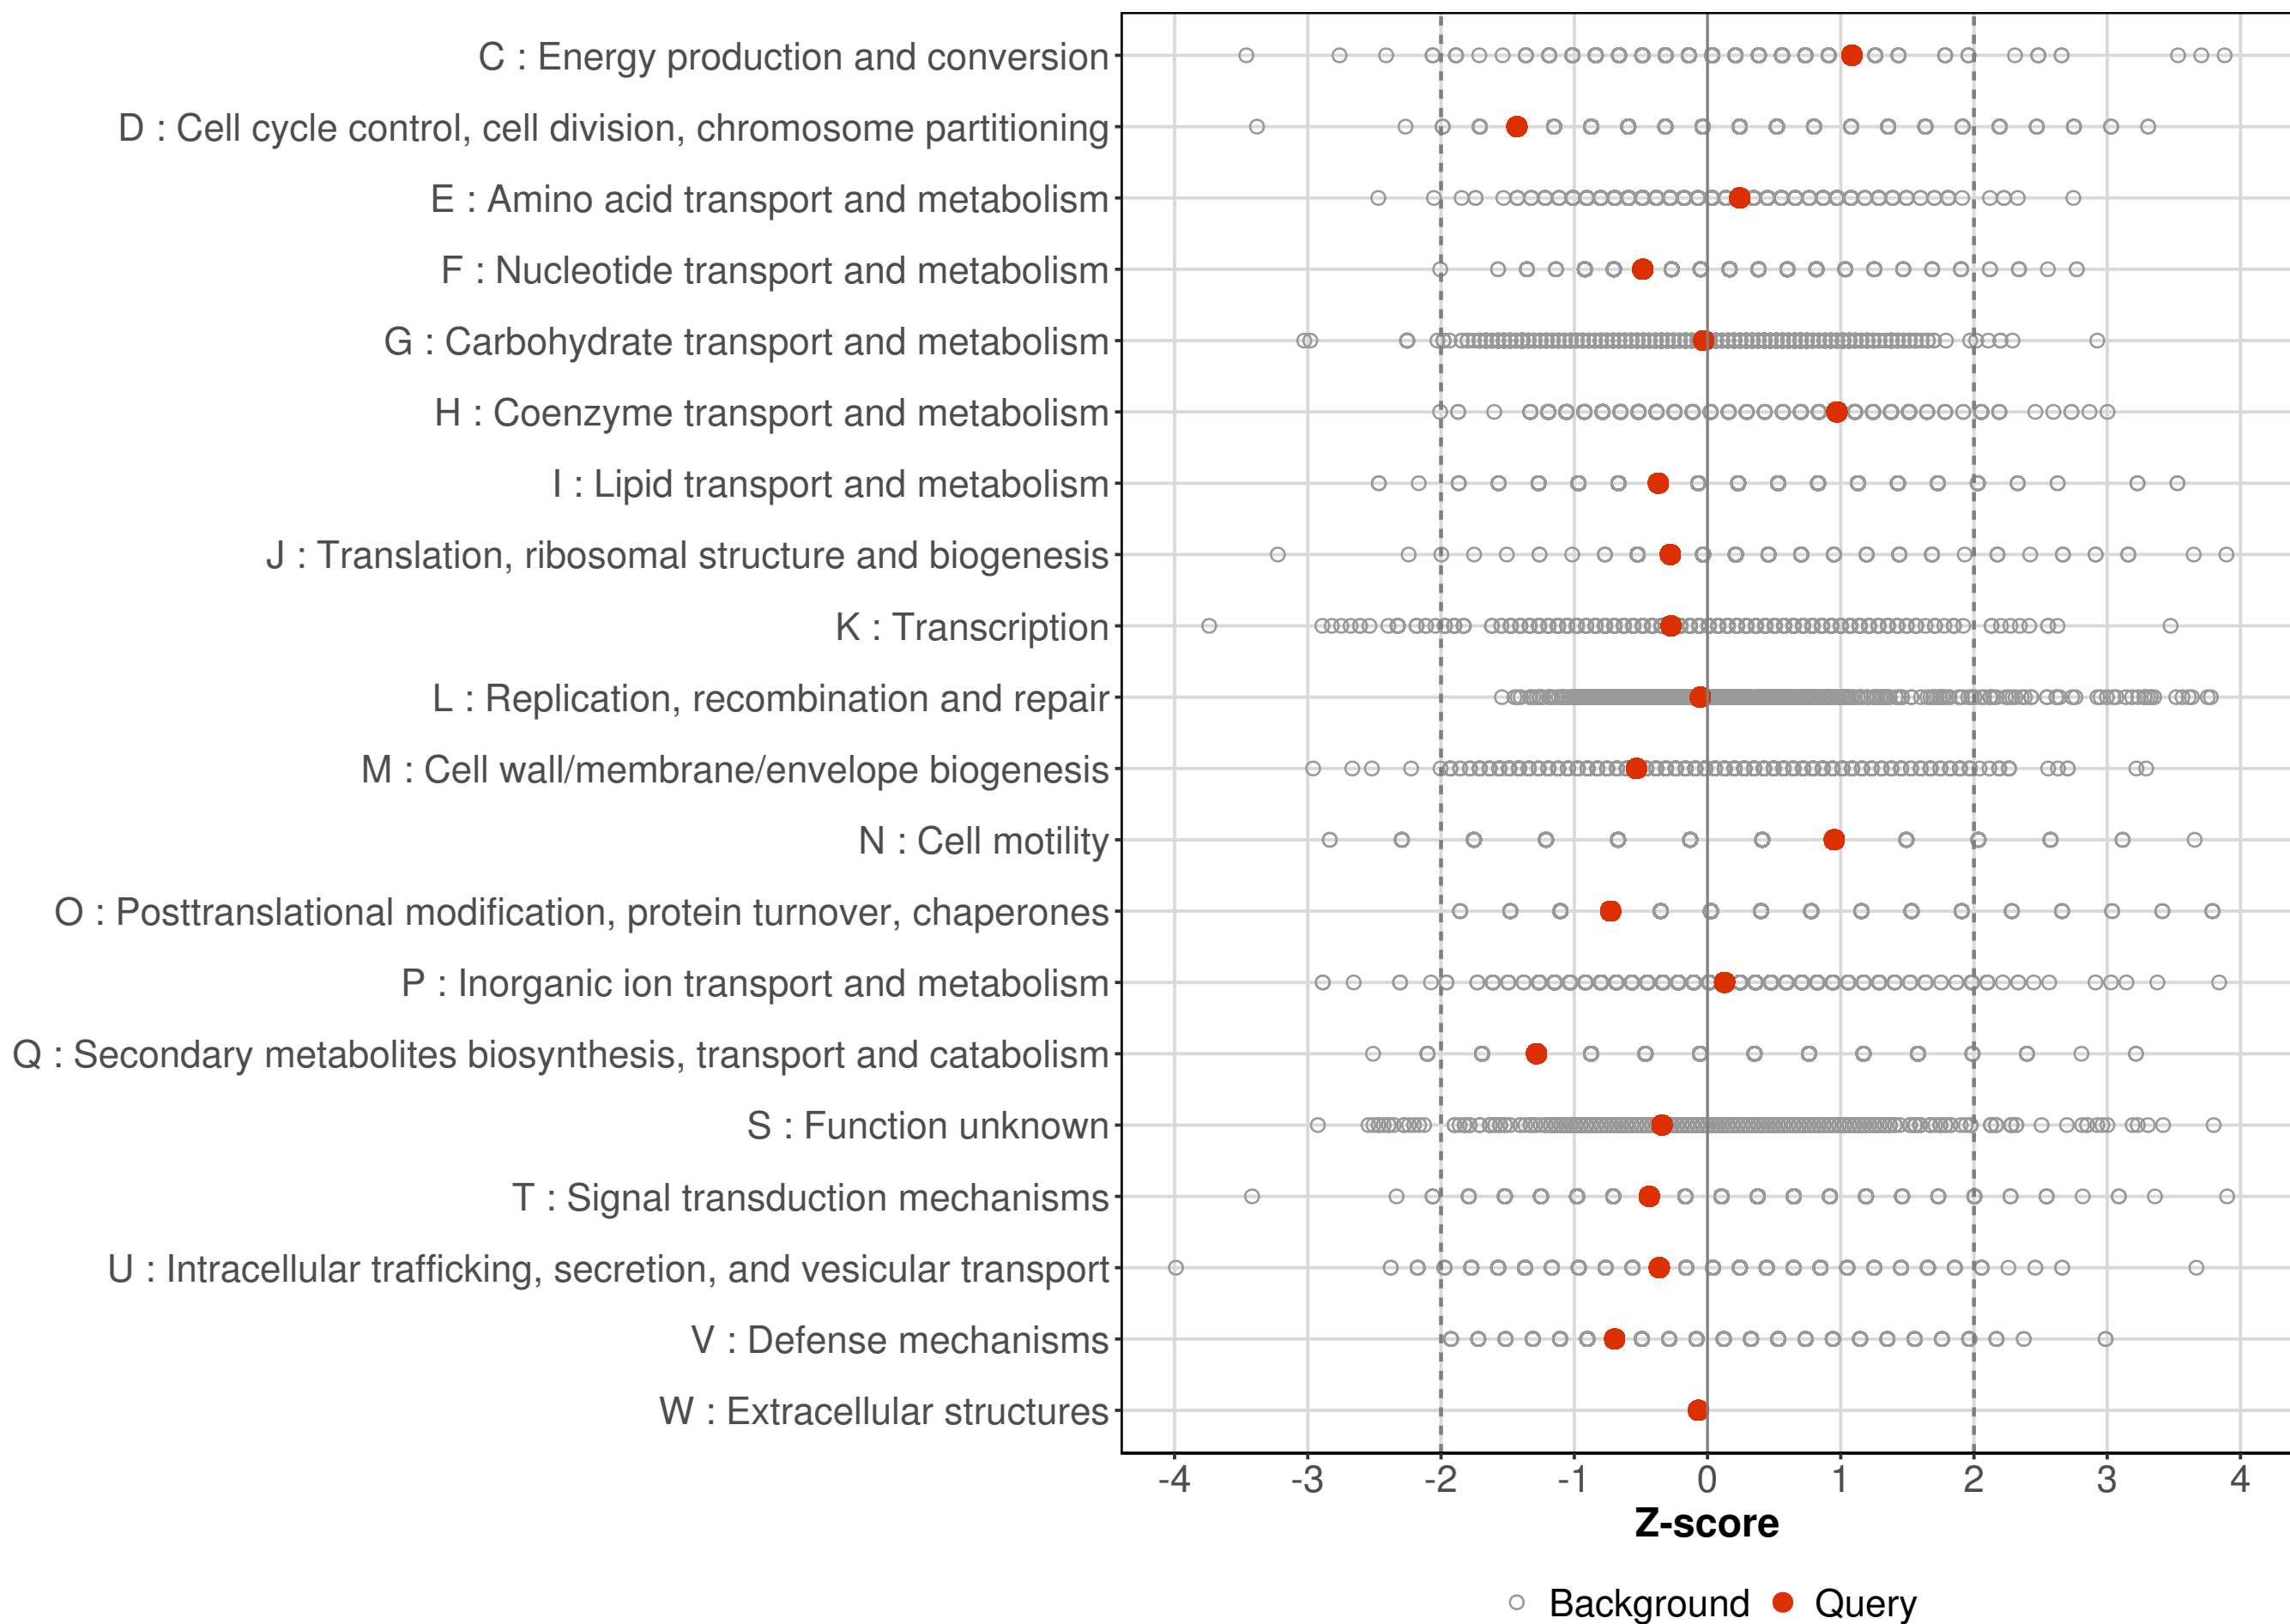 C : Energy production and conversion
D : Cell cycle control, cell division, chromosome partitioning
E : Amino acid transport and metabolism
F : Nucleotide transport and metabolism
G : Carbohydrate transport and metabolism
H : Coenzyme transport and metabolism
I : Lipid transport and metabolism
J : Translation, ribosomal structure and biogenesis
K : Transcription
L : Replication, recombination and repair
M : Cell wall/membrane/envelope biogenesis
N : Cell motility
O : Posttranslational modification, protein turnover, chaperones
P : Inorganic ion transport and metabolism
Q : Secondary metabolites biosynthesis, transport and catabolism
S : Function unknown
T : Signal transduction mechanisms
U : Intracellular trafficking, secretion, and vesicular transport
V : Defense mechanisms
W : Extracellular structures
-4 -3 -2 -1 0 1 2 3 4
Z-score
Background Query